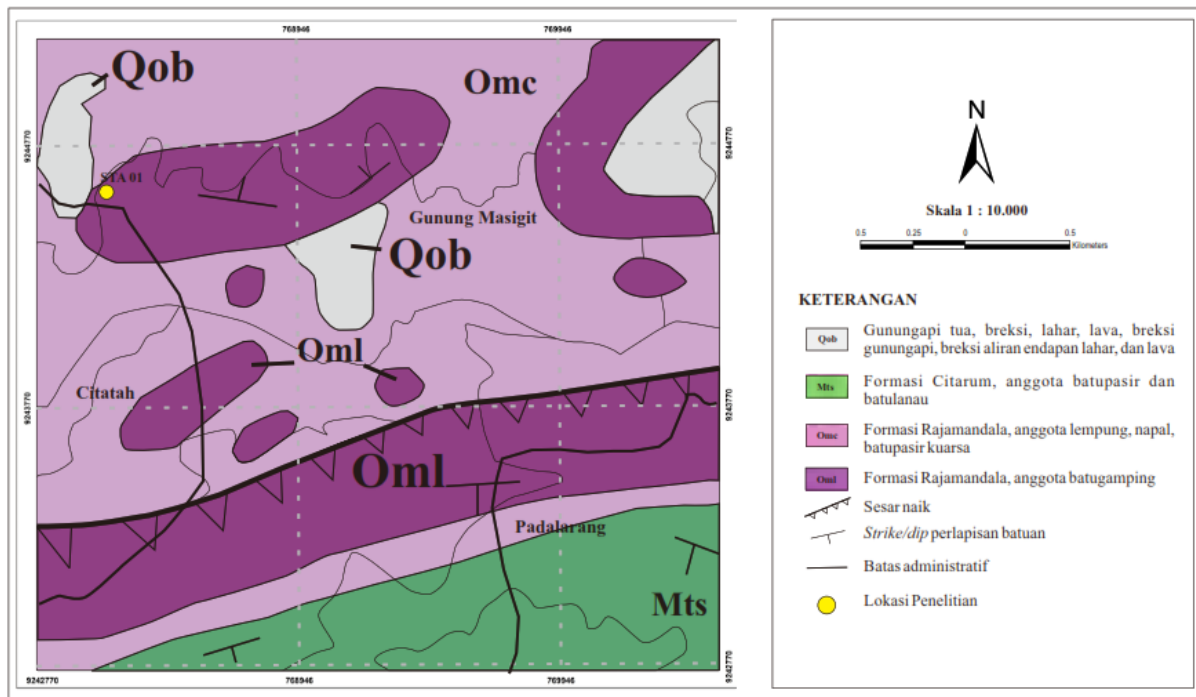 768946
769946
Qob
Omc
9244770
9244770
STA 01
Gunung Masigit
Qob
Oml
Citatah
9243770
9243770
Oml
Padalarang
Mts
9242770
9242770
768946
769946
N
Skala 1 : 10.000
0.5
0.25
0
0.5
Kilometers
KETERANGAN
Qob
Gunungapi tua, breksi, lahar, lava, breksi
gunungapi, breksi aliran endapan lahar, dan lava
Mts
Formasi Citarum, anggota batupasir dan
batulanau
Omc
Formasi Rajamandala, anggota lempung, napal,
batupasir kuarsa
Oml
Formasi Rajamandala, anggota batugamping
Sesar naik
Strike/dip perlapisan batuan
Batas administratif
Lokasi Penelitian